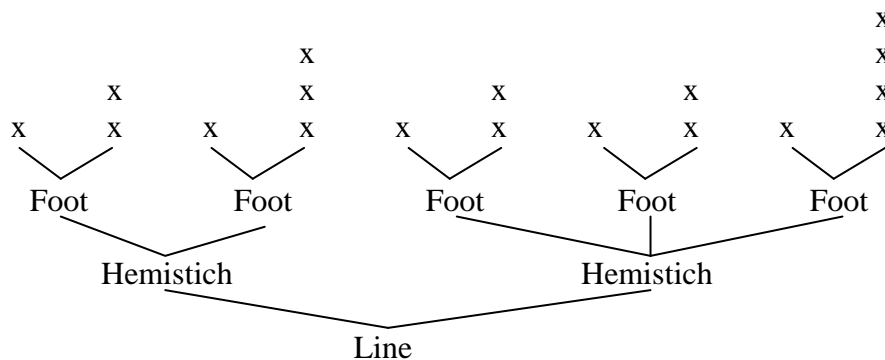 x
x x
x x x x x
x x x x x x x x x x
Foot Foot Foot Foot Foot
Hemistich Hemistich
Line